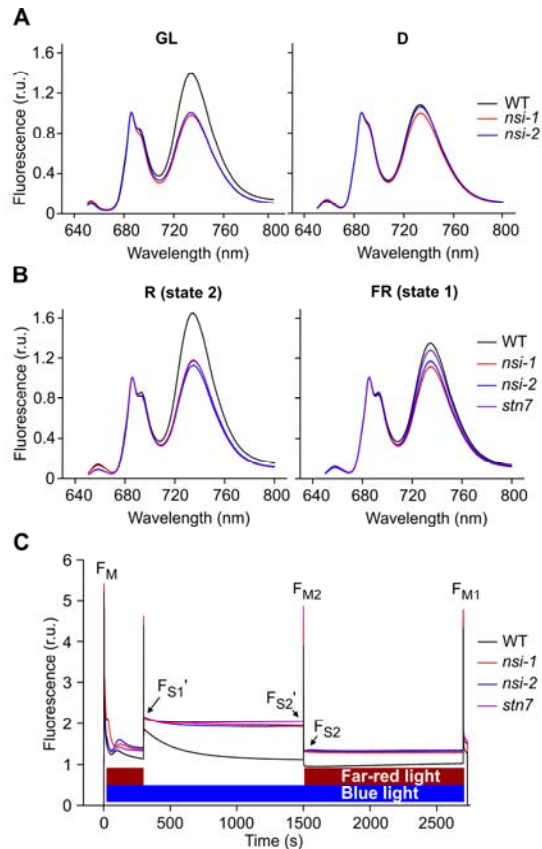 A
GL
D
Fluorescence (r.u.)
1.6
1.2
0.8
0.4
0
640 680 720 760 800
Wavelength (nm)
640 680 720 760 800
Wavelength (nm)
WT
nsi-1
nsi-2
B
R (state 2)
FR (state 1)
Fluorescence (r.u.)
1.6
1.2
0.8
0.4
0
640 680 720 760 800
Wavelength (nm)
640 680 720 760 800
Wavelength (nm)
WT
nsi-1
nsi-2
stn7
C
Fluorescence (r.u.)
6
5
4
3
2
1
0
FM
FM2
FM1
FS1'
FS2'
FS2
Far-red light
Blue light
0 500 1000 1500 2000 2500
Time (s)
WT
nsi-1
nsi-2
stn7